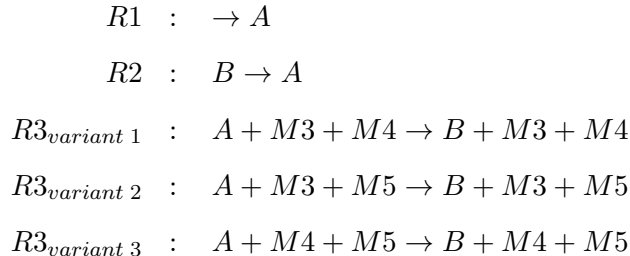 R1 : → A
R2 : B → A
R3variant 1 : A + M3 + M4 → B + M3 + M4
R3variant 2 : A + M3 + M5 → B + M3 + M5
R3variant 3 : A + M4 + M5 → B + M4 + M5